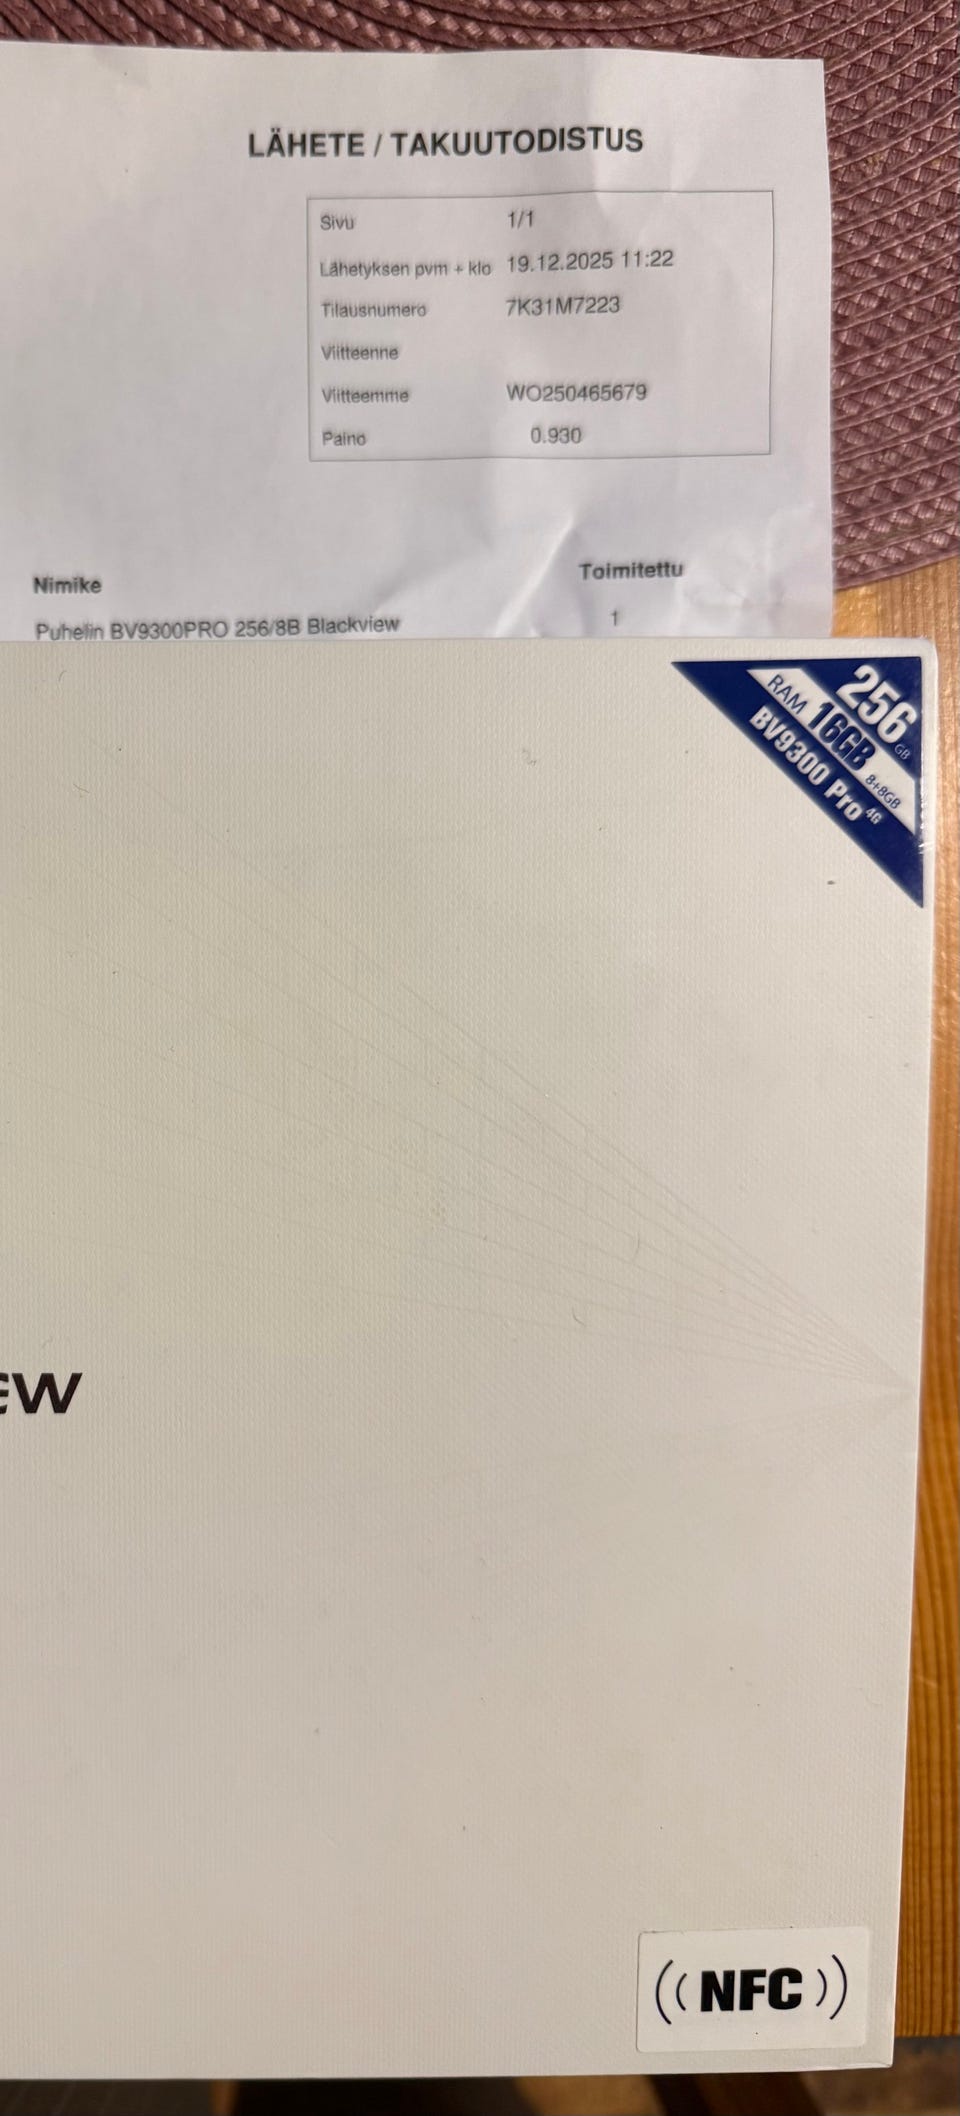 LÄHETE / TAKUUTODISTUS
Sivu 1/1
Lähetyksen pvm + klo 19.12.2025 11:22
Tilausnumero 7K31M7223
Viitteenne
Viitteemme WO250465679
Paino 0.930
Nimike Toimitettu
Puhelin BV9300PRO 256/8B Blackview 1
256 GB
RAM 16GB 8+8GB
BV9300 Pro 4G
EW
((NFC))